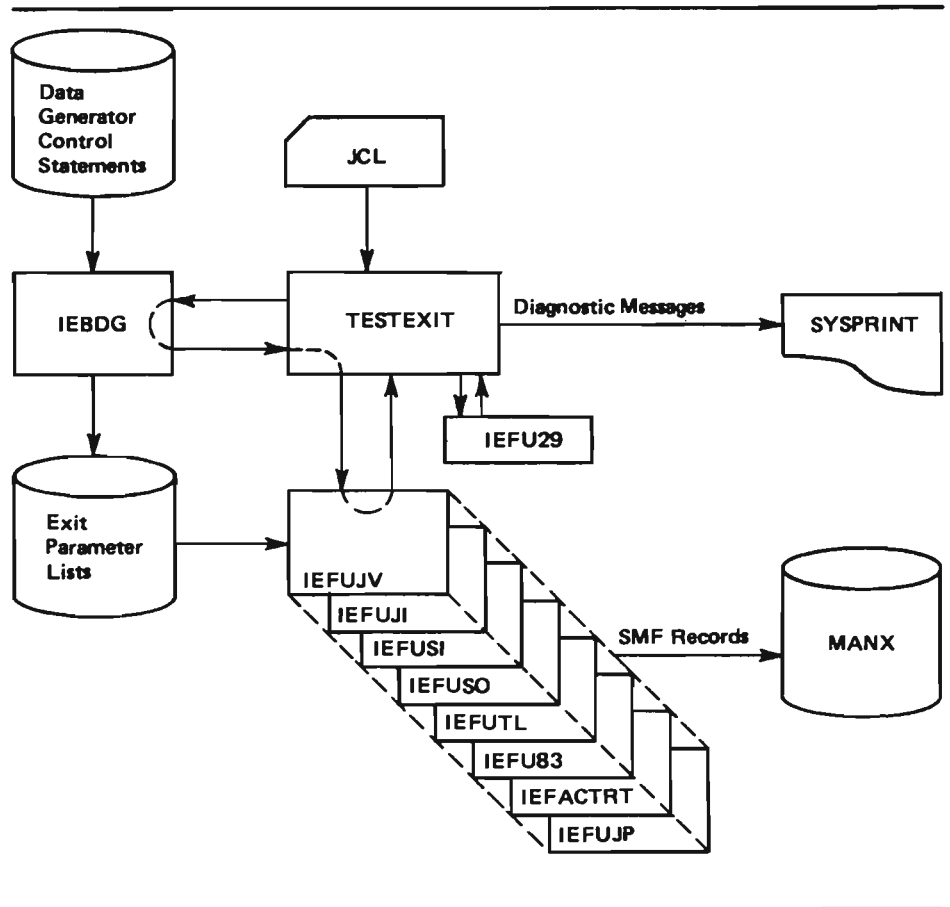 Data
Generator
Control
Statements
JCL
IEBDG
TESTEXIT
Diagnostic Messages
SYSPRINT
IEFU29
Exit
Parameter
Lists
IEFUJV
IEFUJI
IEFUSI
IEFUSO
IEFUTL
IEFU83
IEFACTRT
IEFUJP
SMF Records
MANX